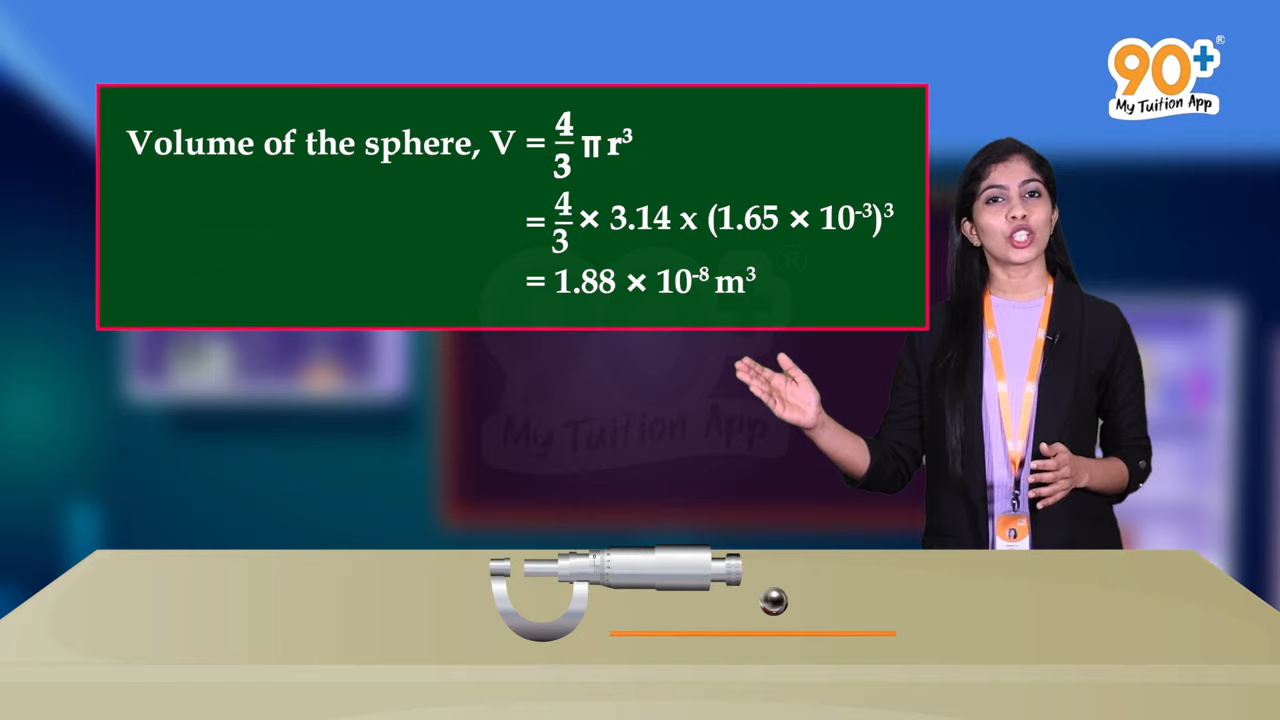 90+®
My Tuition App
Volume of the sphere, V = 4/3 π r³
= 4/3 × 3.14 x (1.65 × 10⁻³)³
= 1.88 × 10⁻⁸ m³
My Tuition App